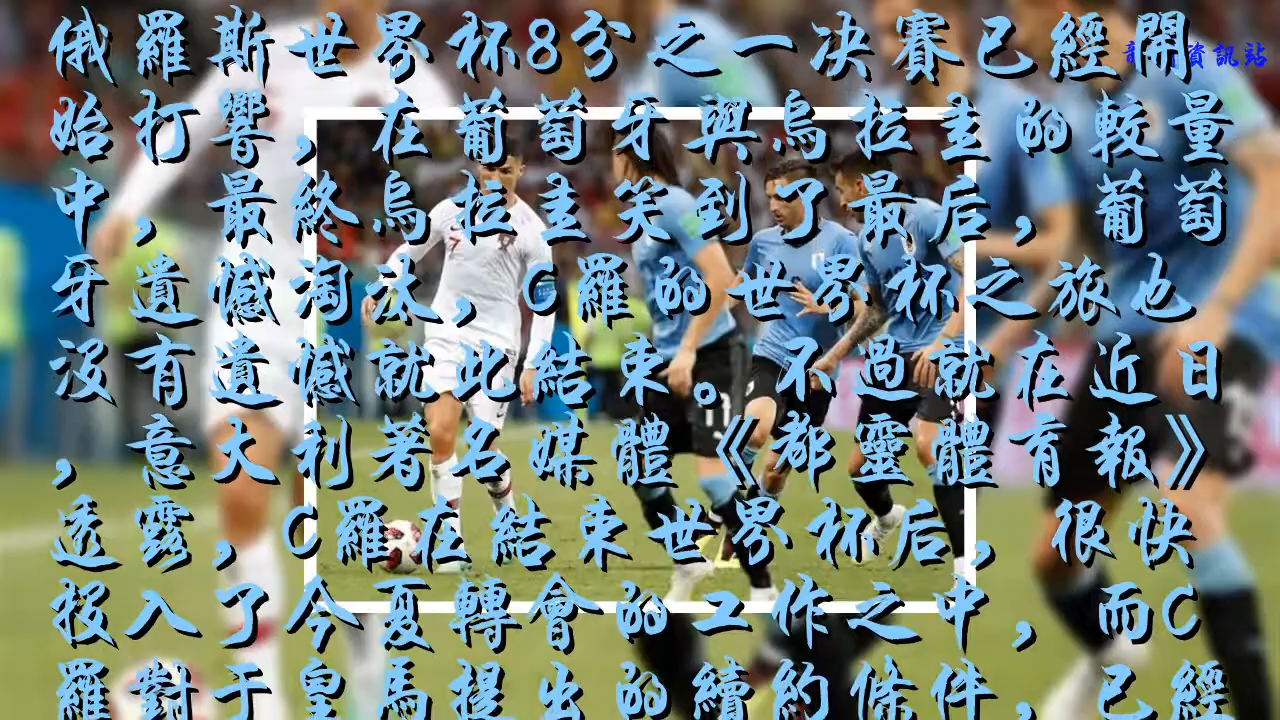 俄羅斯世界杯8分之一决賽已經開
資訊站
始打響，在葡萄牙與烏拉圭的較量
中，最終烏拉圭笑到了最后，葡萄
牙遺憾淘汰，C羅的世界杯之旅也
沒有遺憾就此結束。不過就在近日
，意大利著名媒體《都靈體育報》
透露，C羅在結束世界杯后，很快
投入了今夏轉會的工作之中，而C
羅對于皇馬提出的續約條件，已經